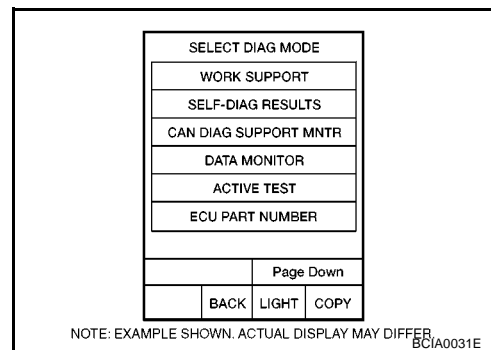 SELECT DIAG MODE
WORK SUPPORT
SELF-DIAG RESULTS
CAN DIAG SUPPORT MNTR
DATA MONITOR
ACTIVE TEST
ECU PART NUMBER
Page Down
BACK LIGHT COPY
NOTE: EXAMPLE SHOWN. ACTUAL DISPLAY MAY DIFFER
BCIA0031E